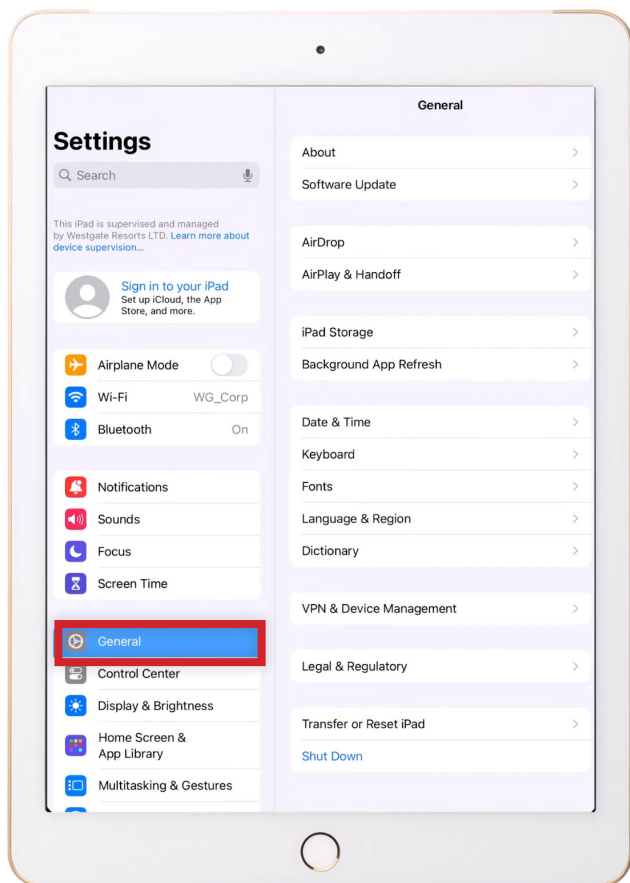 Settings
Search
This iPad is supervised and managed
by Westgate Resorts LTD. Learn more about
device supervision...
Sign in to your iPad
Set up iCloud, the App
Store, and more.
Airplane Mode
Wi-Fi WG_Corp
Bluetooth On
Notifications
Sounds
Focus
Screen Time
General
Control Center
Display & Brightness
Home Screen &
App Library
Multitasking & Gestures
General
About
Software Update
AirDrop
AirPlay & Handoff
iPad Storage
Background App Refresh
Date & Time
Keyboard
Fonts
Language & Region
Dictionary
VPN & Device Management
Legal & Regulatory
Transfer or Reset iPad
Shut Down